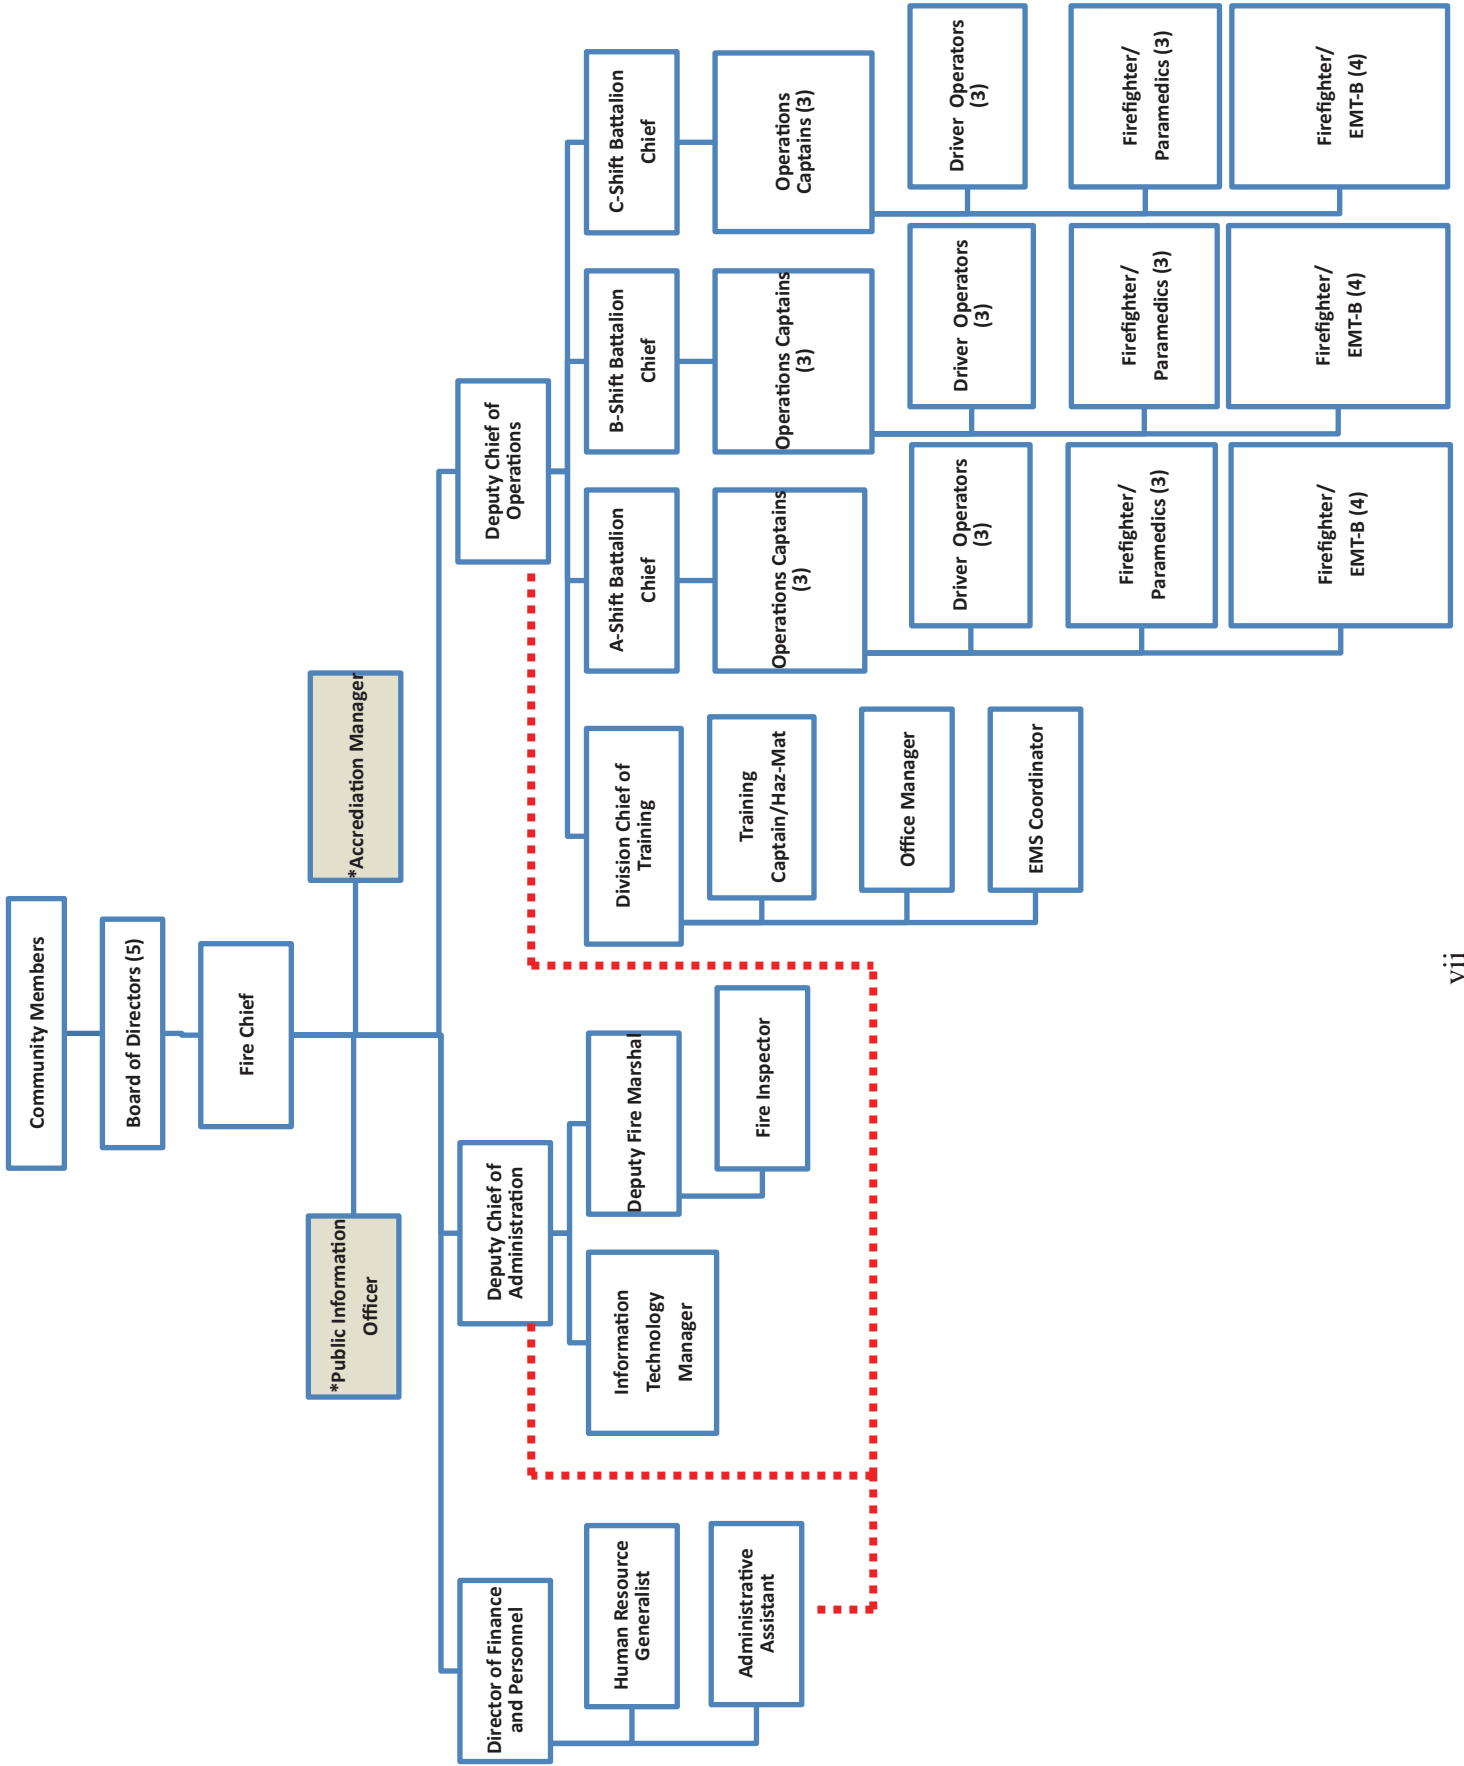 Community Members
Board of Directors (5)
Fire Chief
*Public Information
Officer
*Accrediation Manager
Director of Finance
and Personnel
Human Resource
Generalist
Administrative
Assistant
Deputy Chief of
Administration
Information
Technology
Manager
Deputy Fire Marshal
Fire Inspector
Deputy Chief of
Operations
Division Chief of
Training
Training
Captain/Haz-Mat
Office Manager
EMS Coordinator
A-Shift Battalion
Chief
Operations Captains
(3)
Driver Operators
(3)
Firefighter/
Paramedics (3)
Firefighter/
EMT-B (4)
B-Shift Battalion
Chief
Operations Captains
(3)
Driver Operators
(3)
Firefighter/
Paramedics (3)
Firefighter/
EMT-B (4)
C-Shift Battalion
Chief
Operations
Captains (3)
Driver Operators
(3)
Firefighter/
Paramedics (3)
Firefighter/
EMT-B (4)
vii